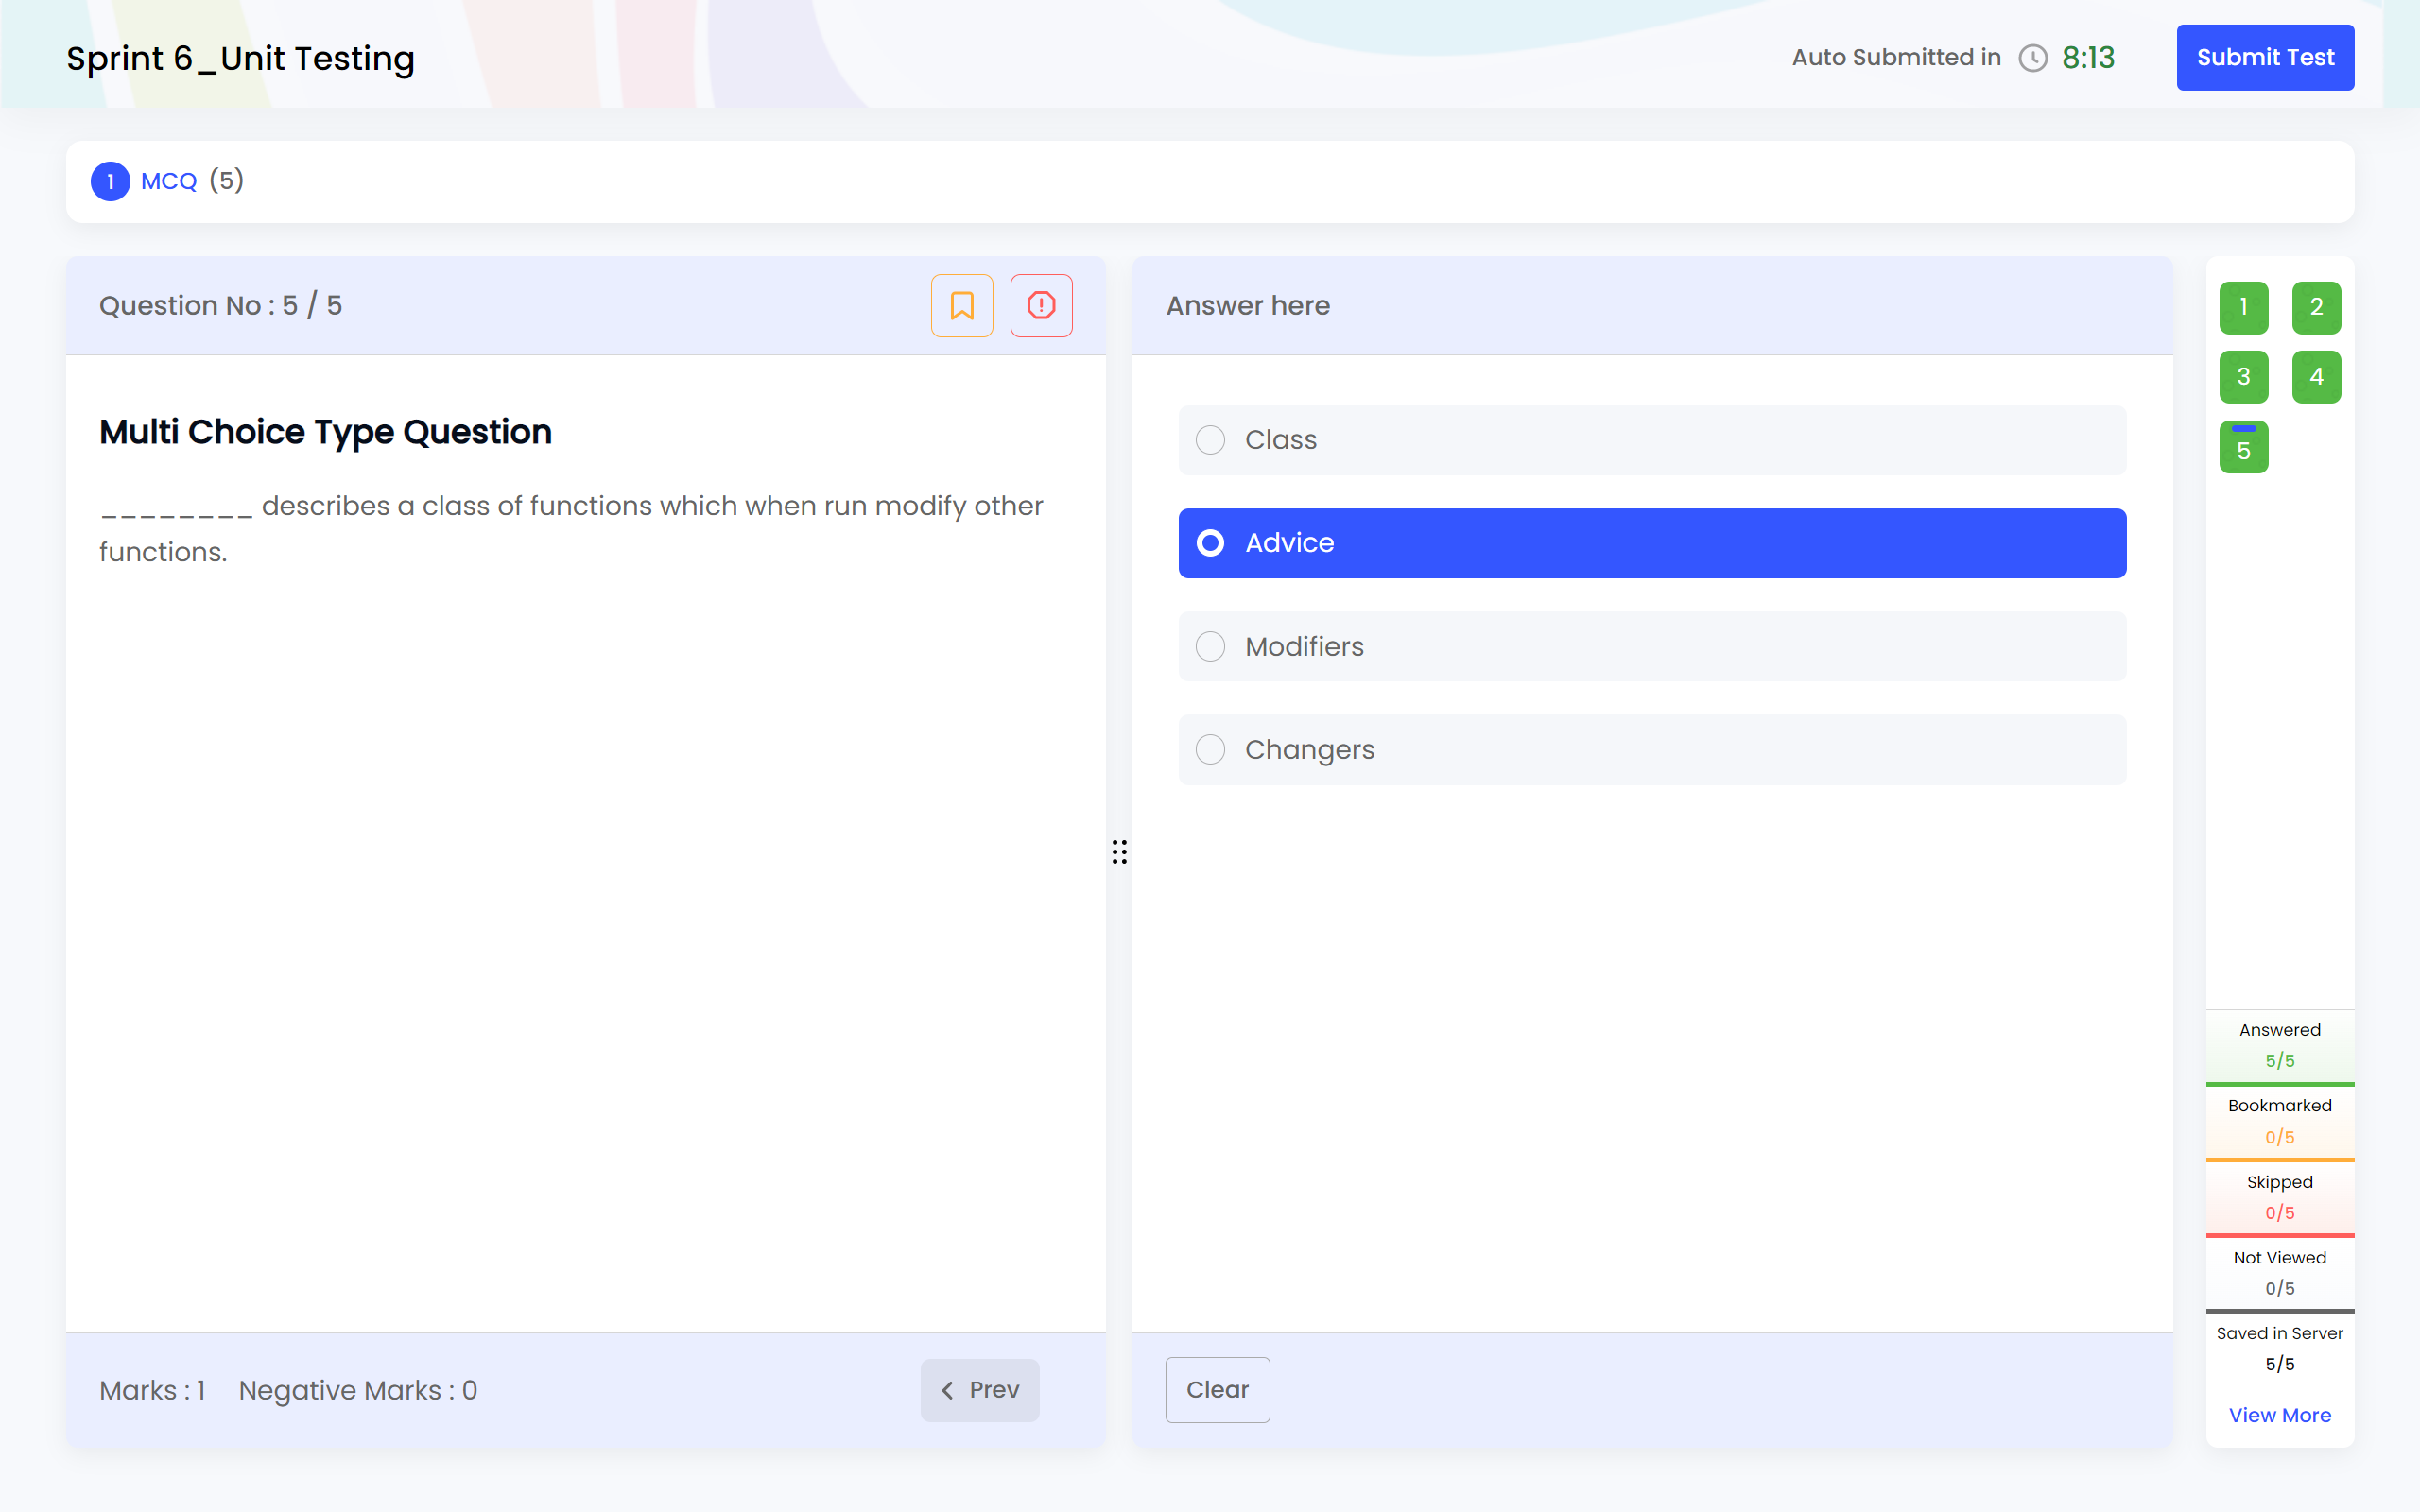 Sprint 6_Unit Testing
Auto Submitted in 8:13
Submit Test
1 MCQ (5)
Question No : 5 / 5
Multi Choice Type Question
________ describes a class of functions which when run modify other
functions.
Marks : 1 Negative Marks : 0
Prev
Answer here
Class
Advice
Modifiers
Changers
Clear
1 2
3 4
5
Answered
5/5
Bookmarked
0/5
Skipped
0/5
Not Viewed
0/5
Saved in Server
5/5
View More